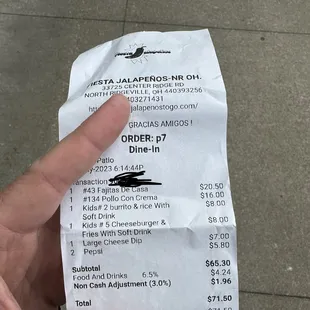 IESTA JALAPEÑOS-NR OH.
33725 CENTER RIDGE RD
NORTH RIDGEVILLE, OH 440393256
403271431
jalapenostogo.com/
GRACIAS AMIGOS !
ORDER: p7
Dine-In
Patio
-2023 6:14:44P
1 #43 Fajitas De Casa $20.50
1 #134 Pollo Con Crema $16.00
1 Kids# 2 burrito & rice With $8.00
Soft Drink
1 Kids # 5 Cheeseburger & $8.00
Fries With Soft Drink
1 Large Cheese Dip $7.00
2 Pepsi $5.80
Subtotal $65.30
Food And Drinks 6.5% $4.24
Non Cash Adjustment (3.0%) $1.96
Total $71.50